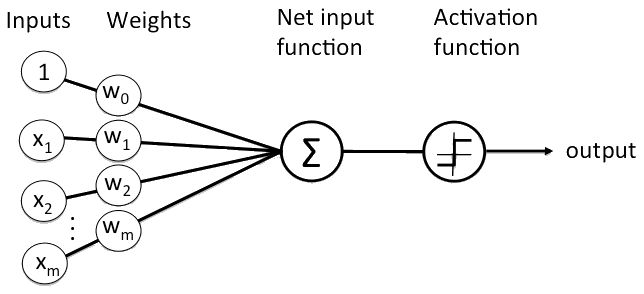 Inputs
Weights
Net input
function
Activation
function
1
w₀
x₁
w₁
x₂
w₂
⋮
wₘ
xₘ
Σ
output